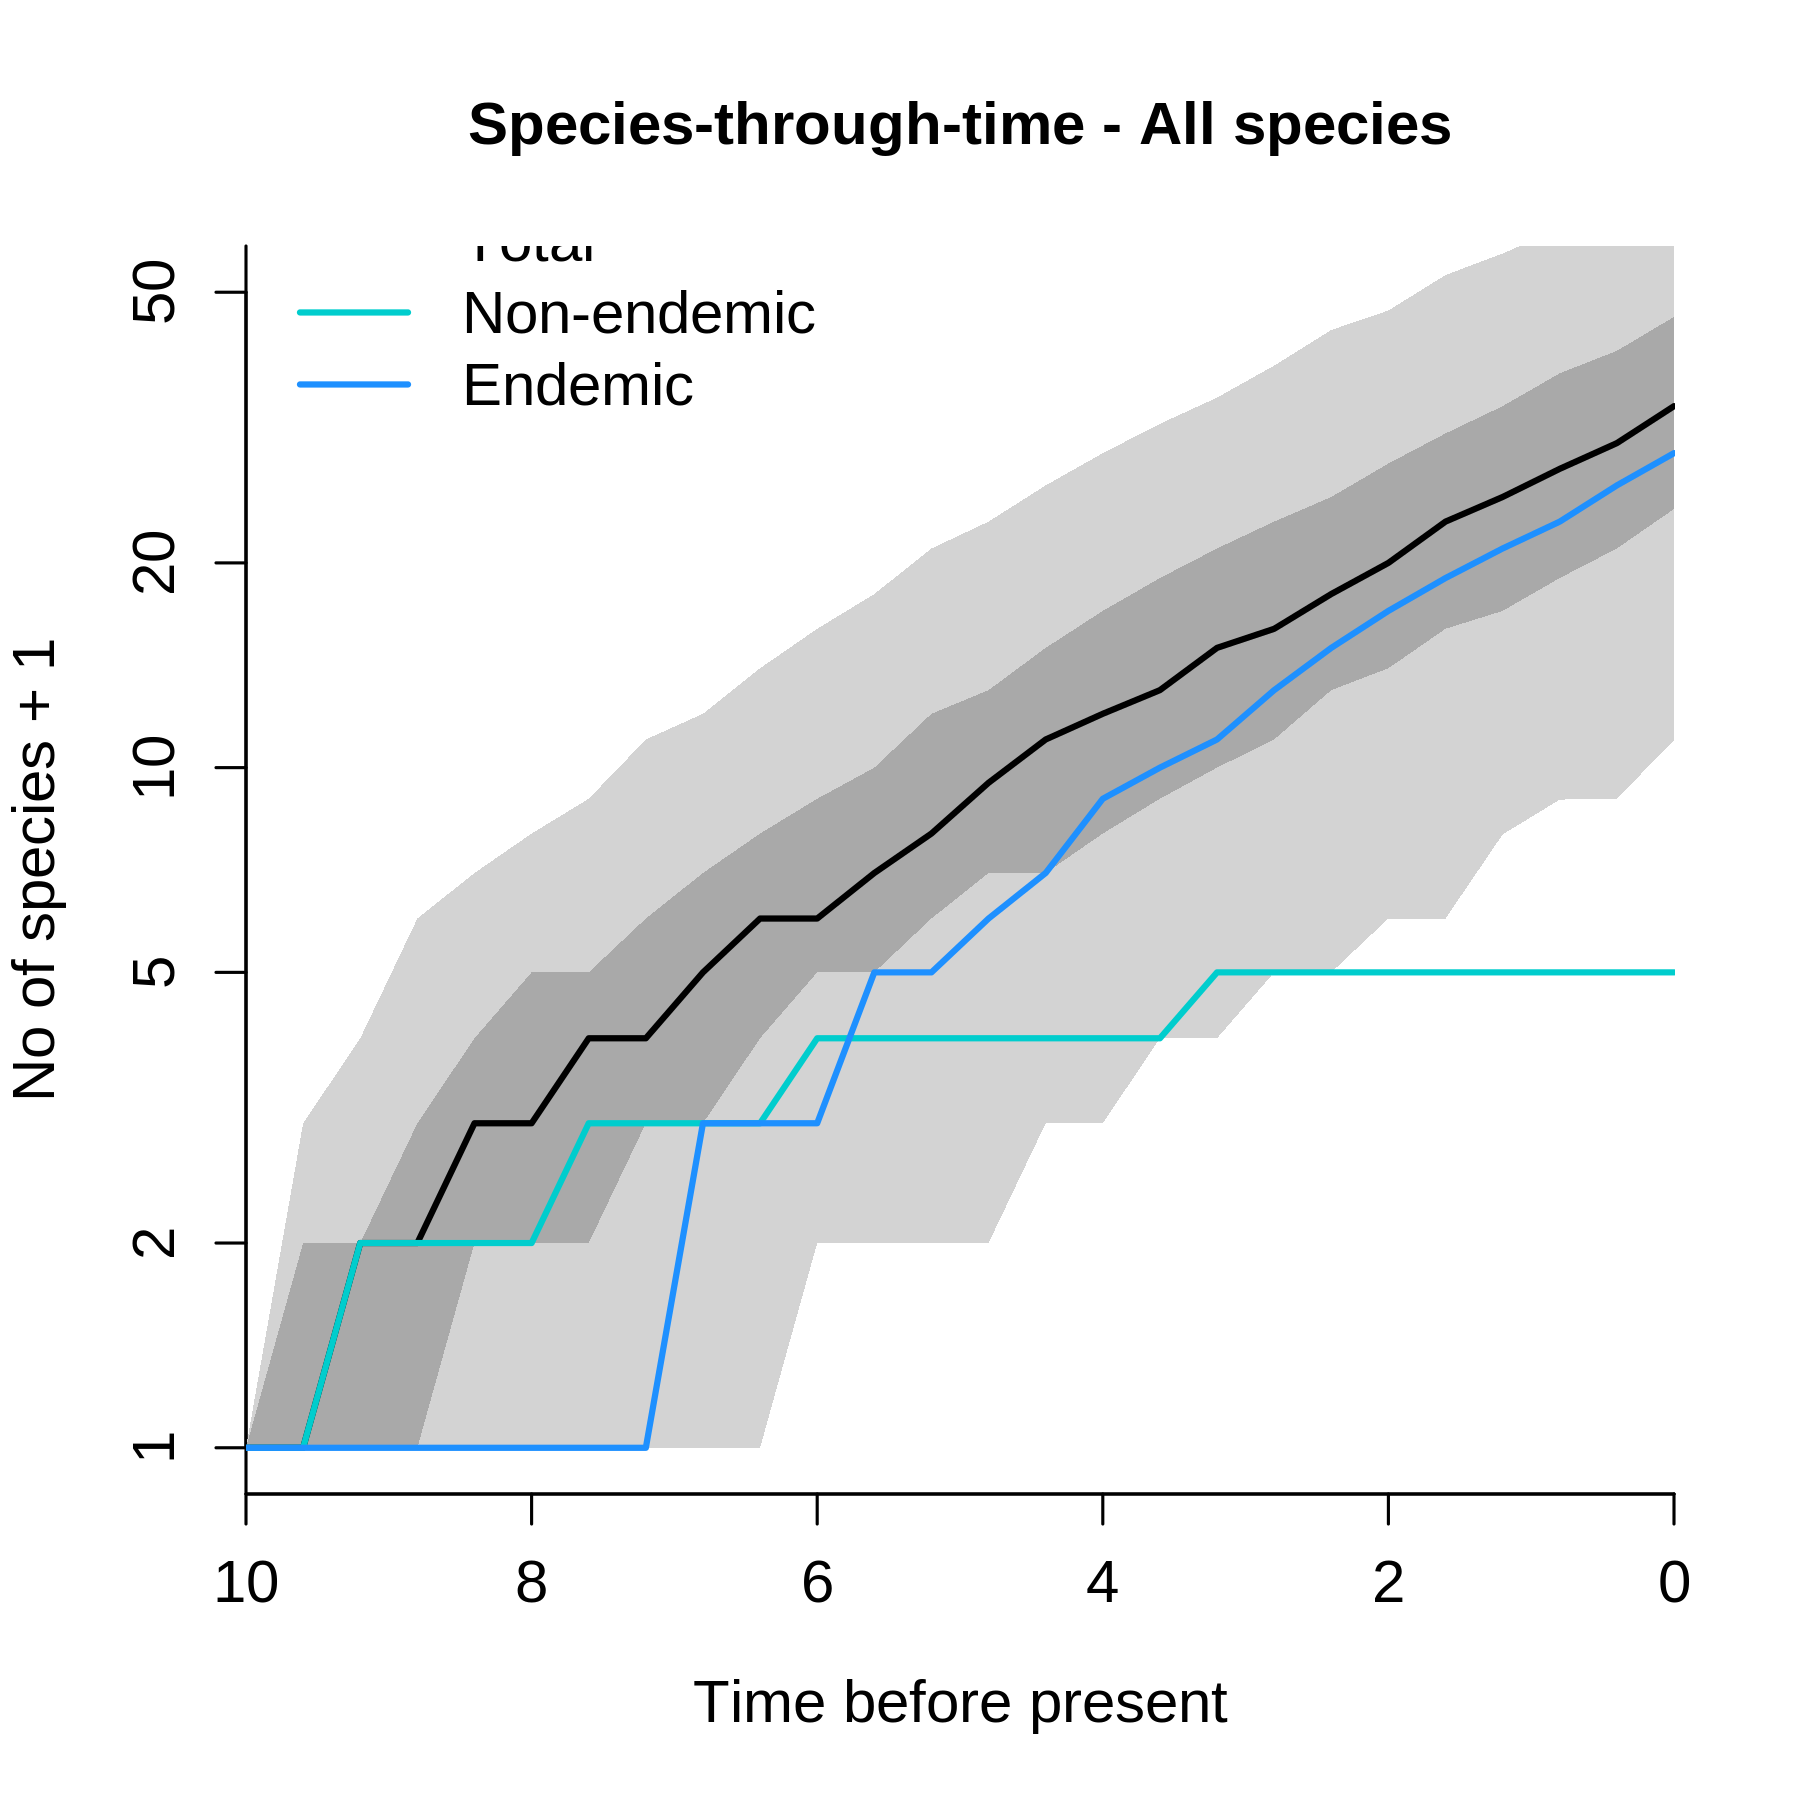 Species-through-time - All species
Total
Non-endemic
Endemic
No of species + 1
50
20
10
5
2
1
10 8 6 4 2 0
Time before present